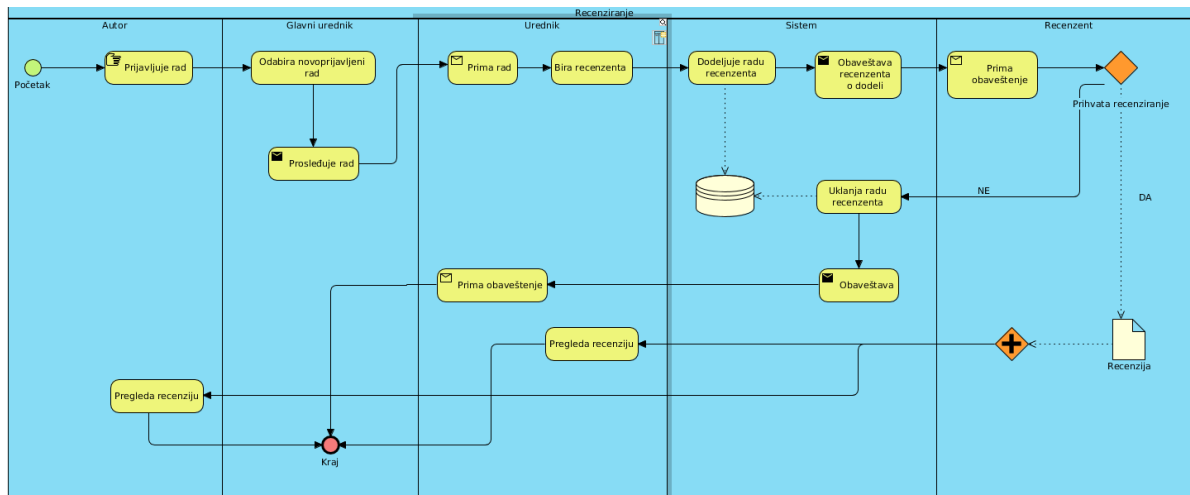 Recenziranje
Autor
Glavni urednik
Urednik
Sistem
Recenzent
Početak
Prijavljuje rad
Odabira novoprijavljeni
rad
Prosleđuje rad
Prima rad
Bira recenzenta
Dodeljuje radu
recenzenta
Obaveštava
recenzenta
o dodeli
Prima
obaveštenje
Prihvata recenziranje
NE
DA
Uklanja radu
recenzenta
Obaveštava
Prima obaveštenje
Pregleda recenziju
Recenzija
Pregleda recenziju
Kraj